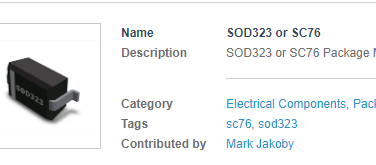 SOD323
Name SOD323 or SC76
Description SOD323 or SC76 Package
Category Electrical Components,
Tags sc76, sod323
Contributed by Mark Jakoby